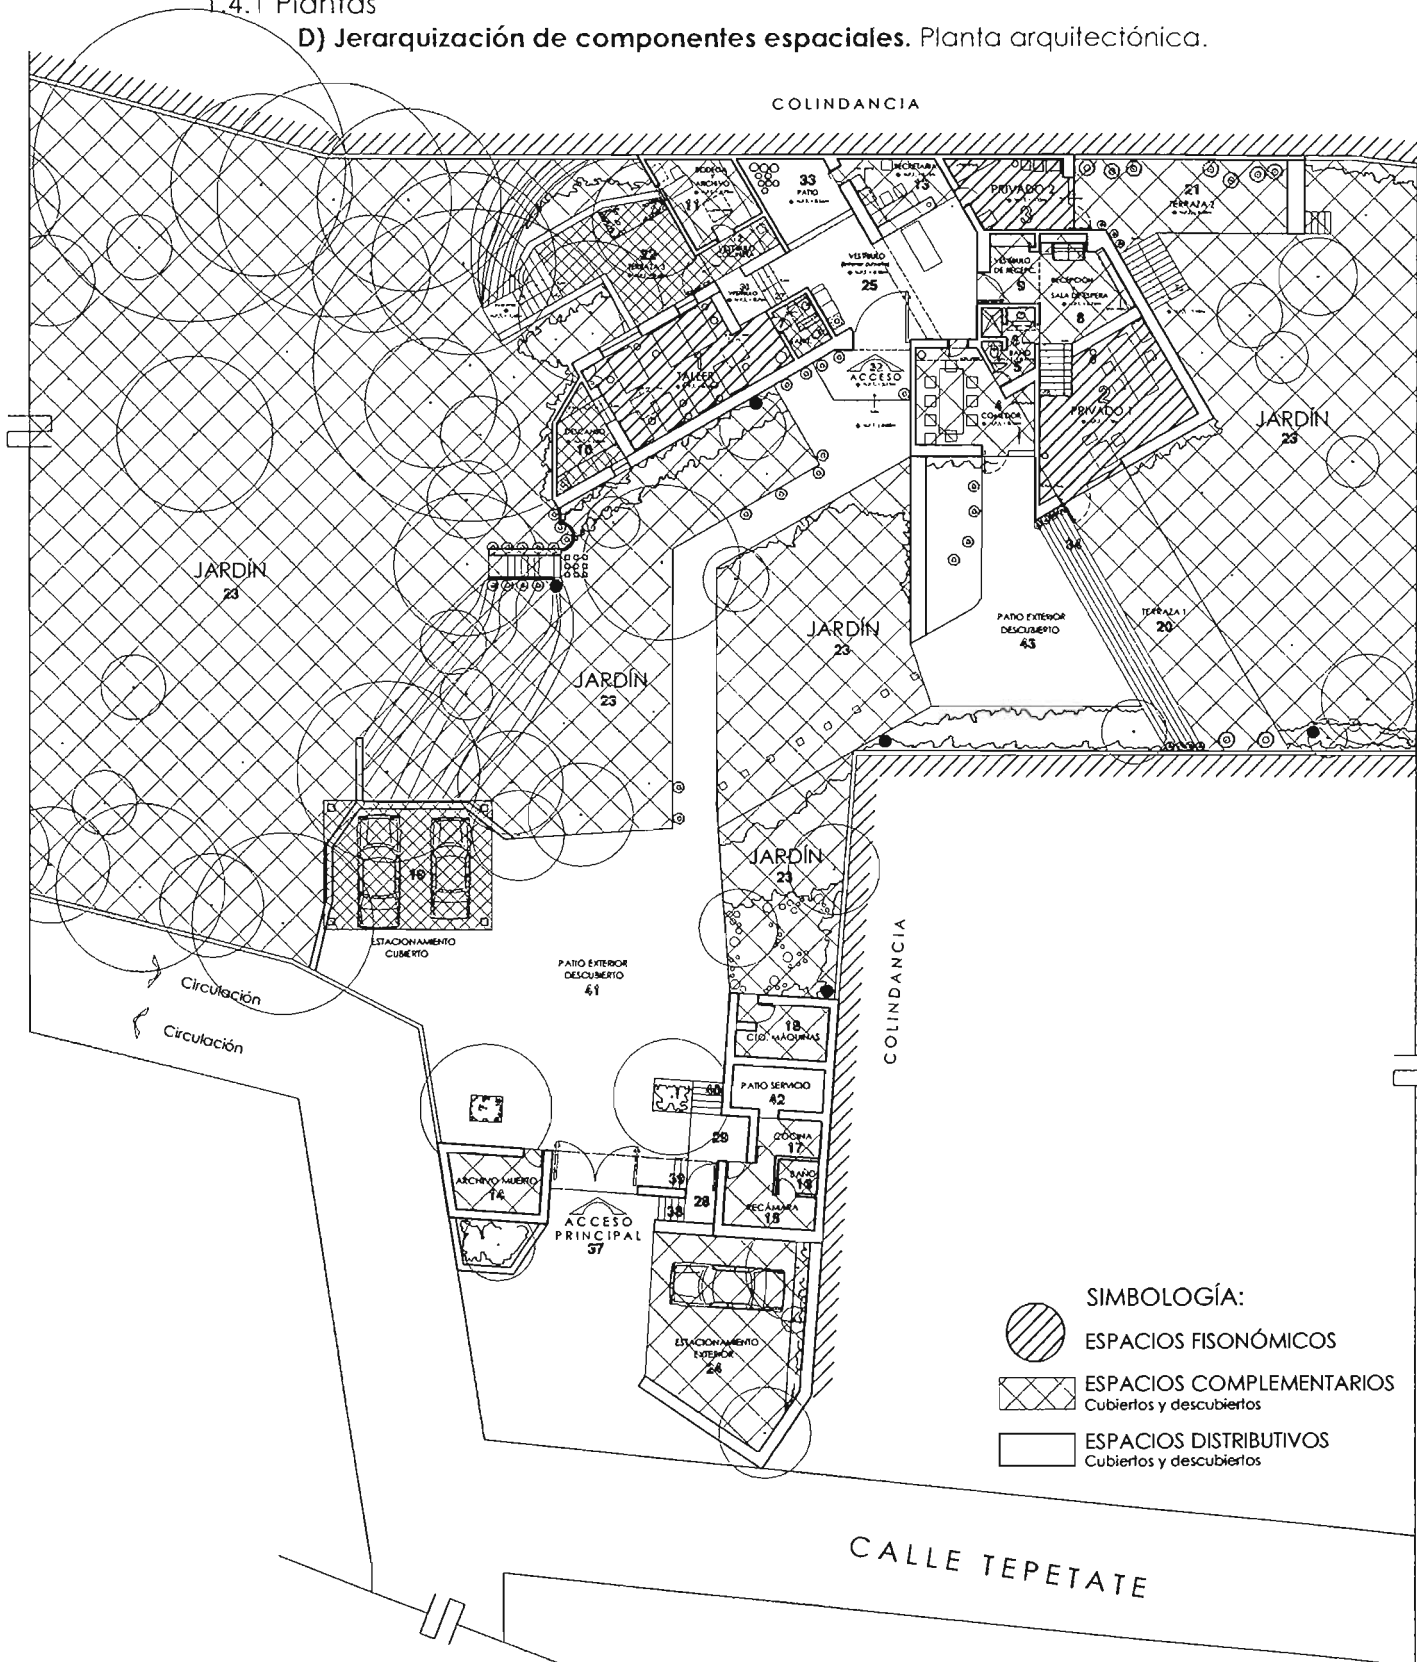 1.4.1 Plantas
D) Jerarquización de componentes espaciales. Planta arquitectónica.
COLINDANCIA
BODEGA
Y
ARCHIVO
11
33
PATIO
SECRETARIA
13
PRIVADO 2
3
21
TERRAZA 2
22
TERRAZA 3
VESTIBULO
25
VESTIBULO
DE RECEPC.
9
RECEPCIÓN
SALA DE ESPERA
8
TALLER
32
ACCESO
BAÑO
5
4
COMEDOR
2
PRIVADO 1
DESCANSO
10
JARDÍN
23
JARDÍN
23
JARDÍN
23
JARDÍN
23
34
PATIO EXTERIOR
DESCUBIERTO
43
TERRAZA 1
20
JARDÍN
23
19
ESTACIONAMIENTO
CUBIERTO
PATIO EXTERIOR
DESCUBIERTO
41
COLINDANCIA
Circulación
Circulación
18
CTO. MÁQUINAS
PATIO SERVICIO
42
40
29
COCINA
17
BAÑO
16
ARCHIVO MUERTO
14
39
28
38
RECÁMARA
15
ACCESO
PRINCIPAL
37
ESTACIONAMIENTO
EXTERIOR
24
SIMBOLOGÍA:
ESPACIOS FISONÓMICOS
ESPACIOS COMPLEMENTARIOS
Cubiertos y descubiertos
ESPACIOS DISTRIBUTIVOS
Cubiertos y descubiertos
CALLE TEPETATE